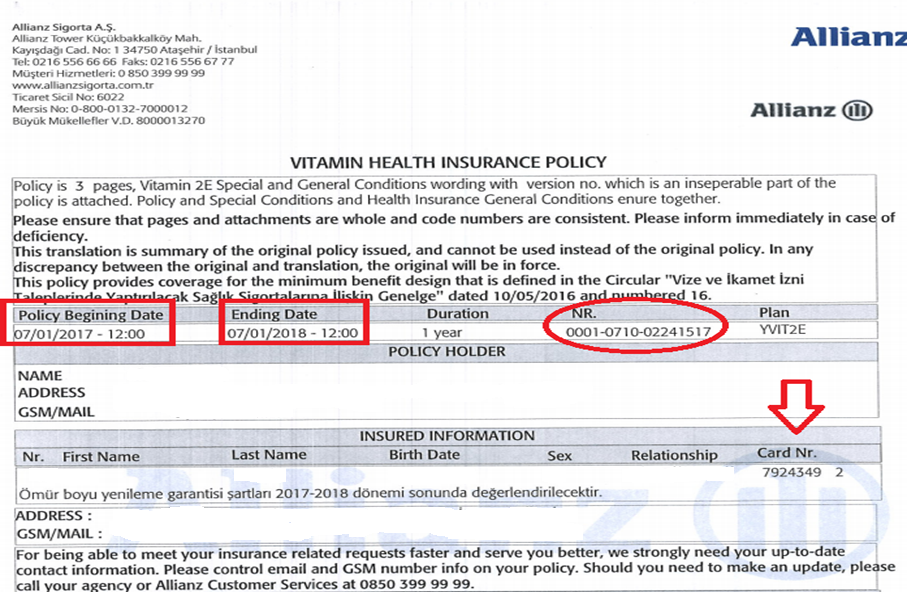 Allianz Sigorta A.Ş.
Allianz Tower Küçükbakkalköy Mah.
Kayışdağı Cad. No: 1 34750 Ataşehir / İstanbul
Tel: 0216 556 66 66 Faks: 0216 556 67 77
Müşteri Hizmetleri: 0 850 399 99 99
www.allianzsigorta.com.tr
Ticaret Sicil No: 6022
Mersis No: 0-800-0132-7000012
Büyük Mükellefler V.D. 8000013270
Allianz
Allianz
VITAMIN HEALTH INSURANCE POLICY
Policy is 3 pages, Vitamin 2E Special and General Conditions wording with version no. which is an inseperable part of the
policy is attached. Policy and Special Conditions and Health Insurance General Conditions enure together.
Please ensure that pages and attachments are whole and code numbers are consistent. Please inform immediately in case of
deficiency.
This translation is summary of the original policy issued, and cannot be used instead of the original policy. In any
discrepancy between the original and translation, the original will be in force.
This policy provides coverage for the minimum benefit design that is defined in the Circular "Vize ve İkamet İzni
Taleplerinde Yaptırılacak Sağlık Sigortalarına İlişkin Genelge" dated 10/05/2016 and numbered 16.
Policy Begining Date Ending Date Duration NR. Plan
07/01/2017 - 12:00 07/01/2018 - 12:00 1 year 0001-0710-02241517 YVIT2E
POLICY HOLDER
NAME
ADDRESS
GSM/MAIL
INSURED INFORMATION
Nr. First Name Last Name Birth Date Sex Relationship Card Nr.
7924349 2
Ömür boyu yenileme garantisi şartları 2017-2018 dönemi sonunda değerlendirilecektir.
ADDRESS :
GSM/MAIL :
For being able to meet your insurance related requests faster and serve you better, we strongly need your up-to-date
contact information. Please control email and GSM number info on your policy. Should you need to make an update, please
call your agency or Allianz Customer Services at 0850 399 99 99.